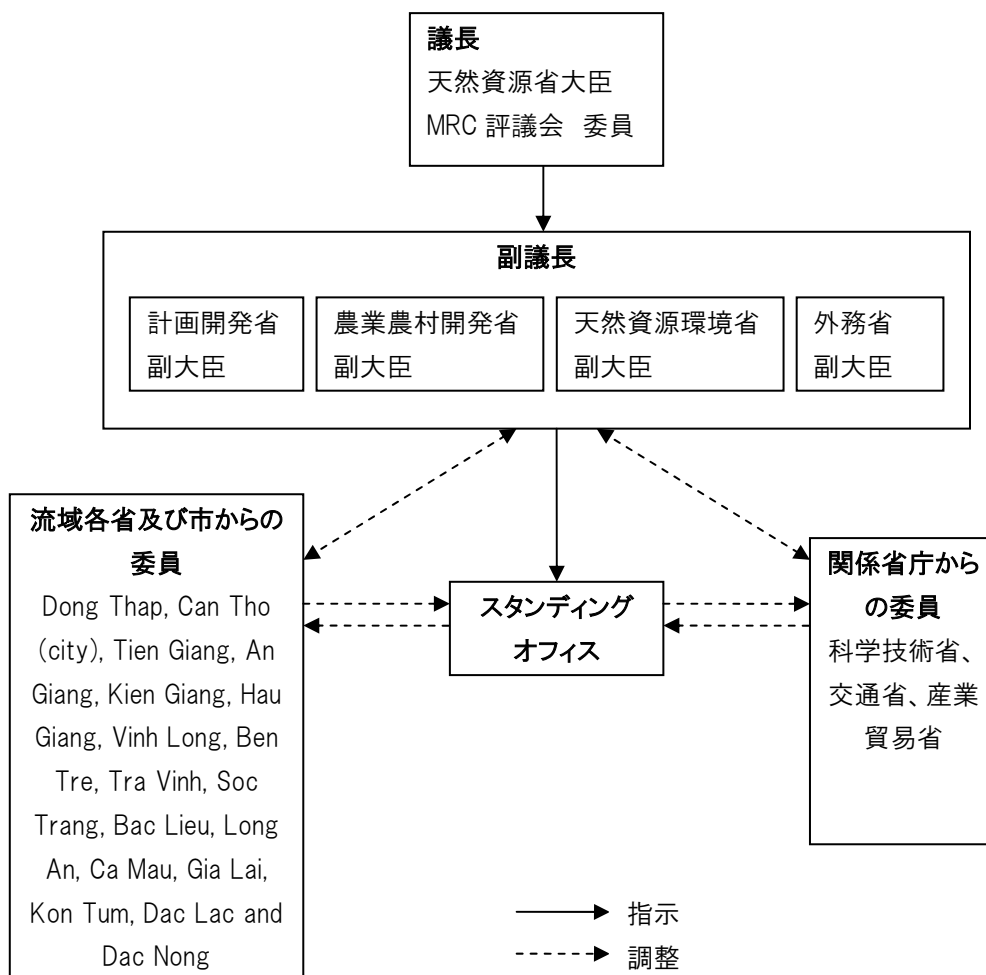 議長
天然資源省大臣
MRC 評議会 委員
副議長
計画開発省
副大臣
農業農村開発省
副大臣
天然資源環境省
副大臣
外務省
副大臣
流域各省及び市からの
委員
Dong Thap, Can Tho
(city), Tien Giang, An
Giang, Kien Giang, Hau
Giang, Vinh Long, Ben
Tre, Tra Vinh, Soc
Trang, Bac Lieu, Long
An, Ca Mau, Gia Lai,
Kon Tum, Dac Lac and
Dac Nong
スタンディング
オフィス
関係省庁から
の委員
科学技術省、
交通省、産業
貿易省
指示
調整